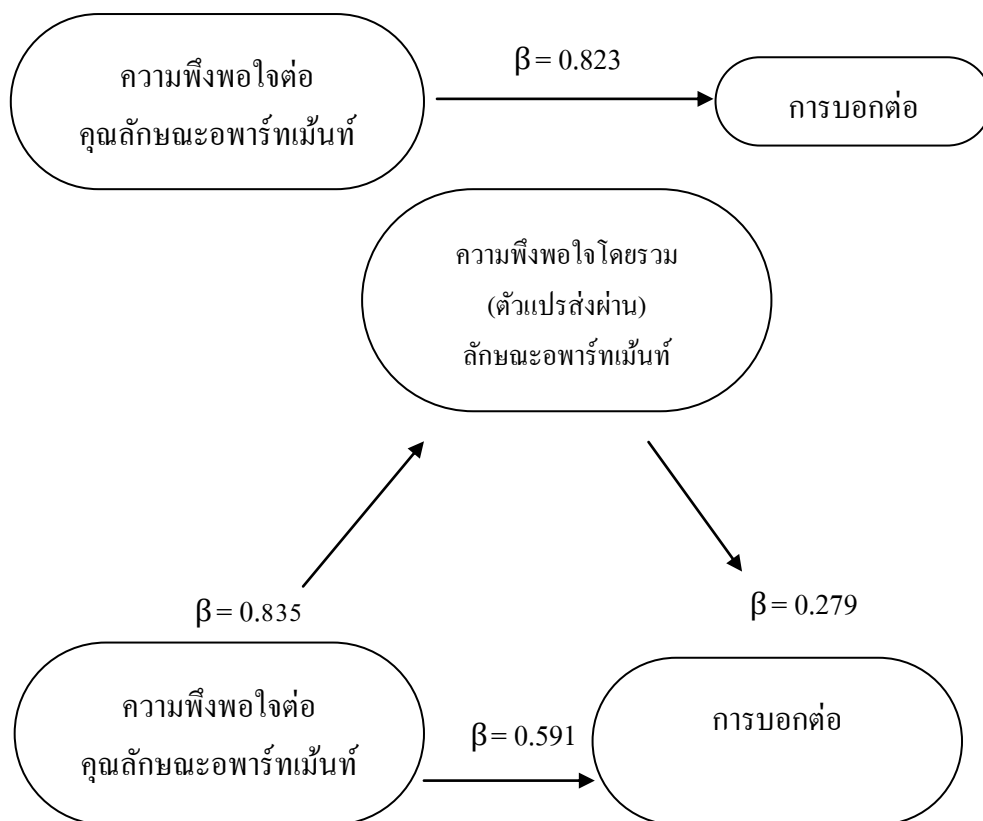 ความพึงพอใจต่อ
คุณลักษณะอพาร์ทเม้นท์
β = 0.823
การบอกต่อ
ความพึงพอใจโดยรวม
(ตัวแปรส่งผ่าน)
ลักษณะอพาร์ทเม้นท์
β = 0.835
β = 0.279
ความพึงพอใจต่อ
คุณลักษณะอพาร์ทเม้นท์
β = 0.591
การบอกต่อ